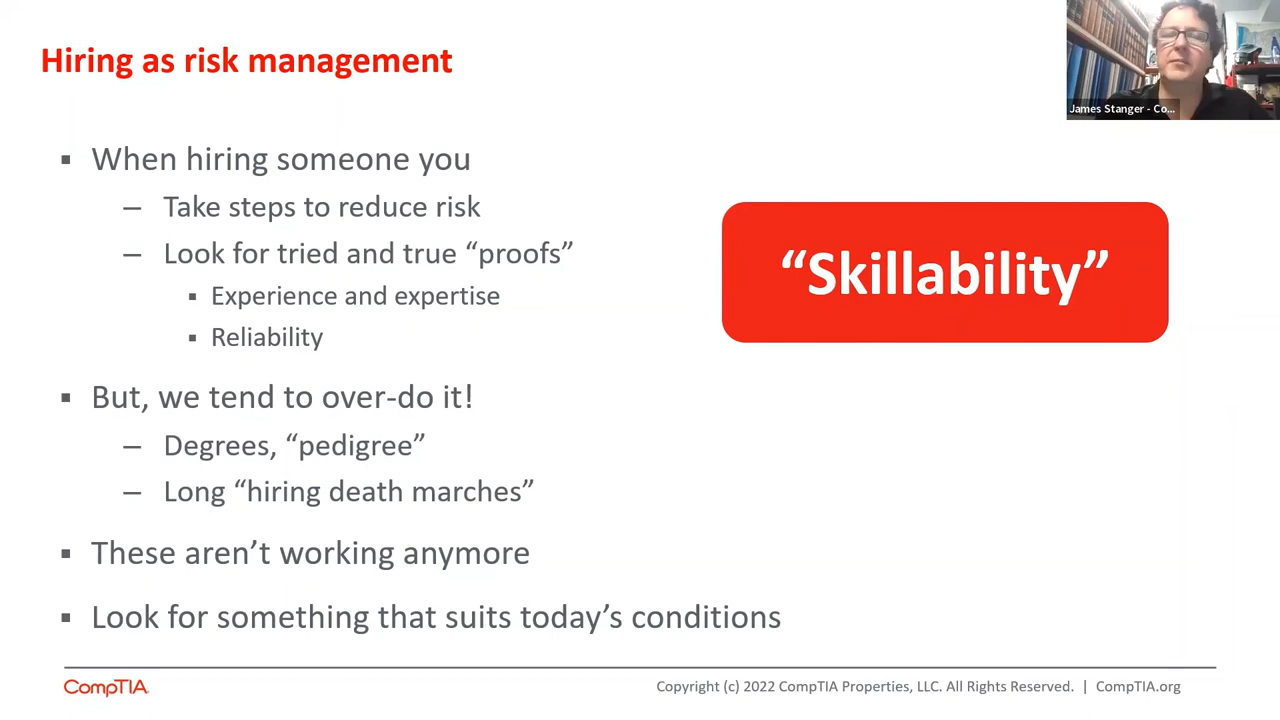 Hiring as risk management
James Stanger - Co...
▪ When hiring someone you
– Take steps to reduce risk
– Look for tried and true “proofs”
▪ Experience and expertise
▪ Reliability
▪ But, we tend to over-do it!
– Degrees, “pedigree”
– Long “hiring death marches”
▪ These aren’t working anymore
▪ Look for something that suits today’s conditions
“Skillability”
CompTIA.
Copyright (c) 2022 CompTIA Properties, LLC. All Rights Reserved. | CompTIA.org